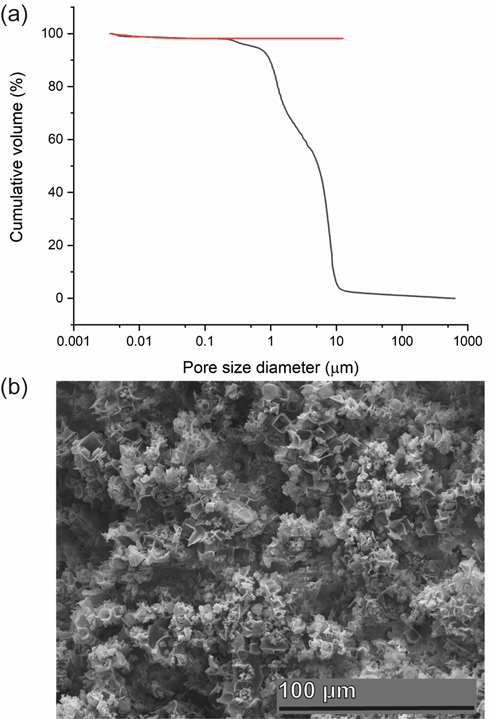 (a)
100
80
60
40
20
0
Cumulative volume (%)
0.001 0.01 0.1 1 10 100 1000
Pore size diameter (μm)
(b)
100 μm